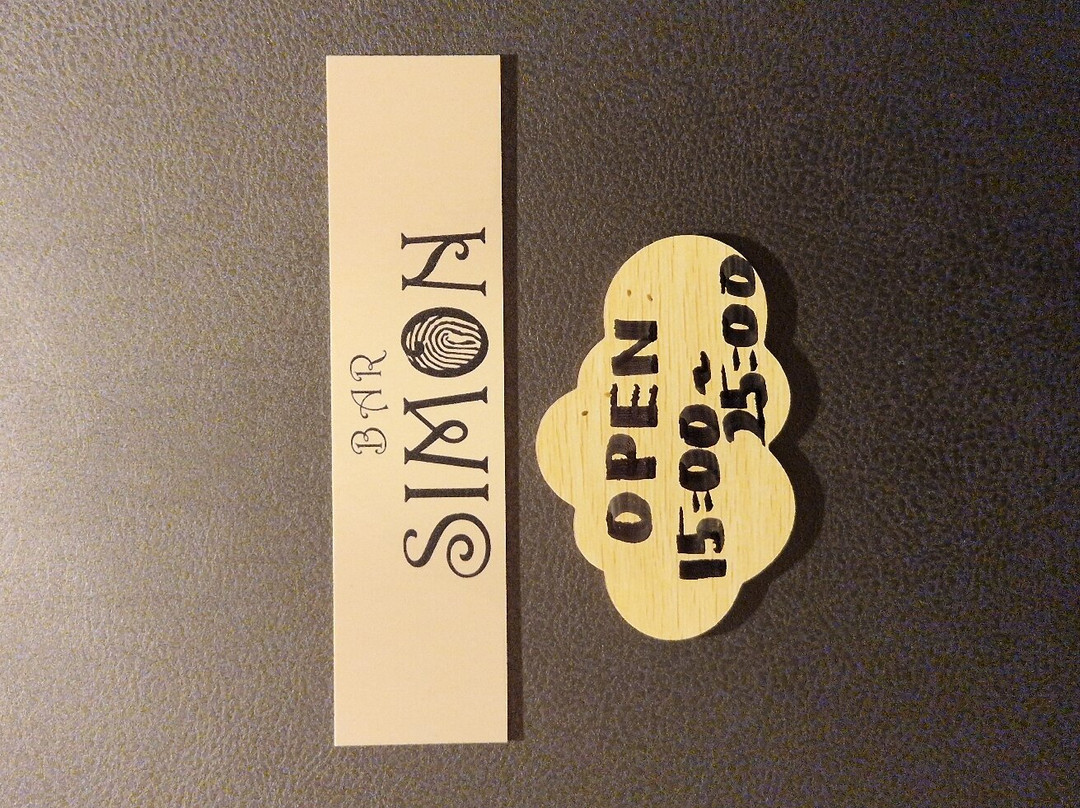 BAR
SIMON
OPEN
15:00~
25:00